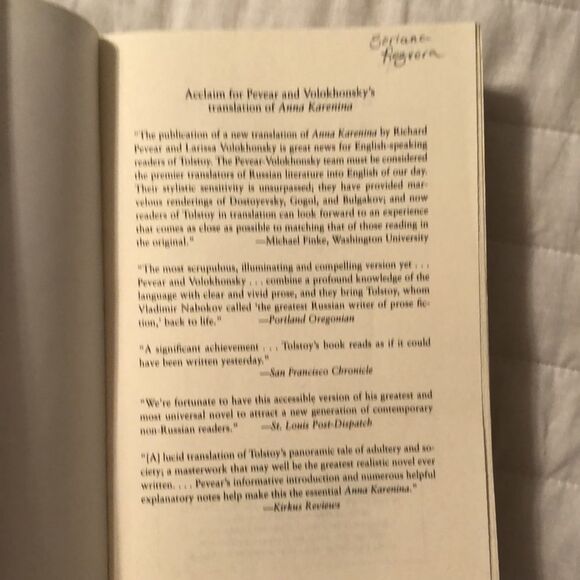 Acclaim for Pevear and Volokhonsky's
translation of Anna Karenina
"The publication of a new translation of Anna Karenina by Richard
Pevear and Larissa Volokhonsky is great news for English-speaking
readers of Tolstoy. The Pevear-Volokhonsky team must be considered
the premier translators of Russian literature into English of our day.
Their stylistic sensitivity is unsurpassed; they have provided mar-
velous renderings of Dostoyevsky, Gogol, and Bulgakov; and now
readers of Tolstoy in translation can look forward to an experience
that comes as close as possible to matching that of those reading in
the original." —Michael Finke, Washington University
"The most scrupulous, illuminating and compelling version yet . . .
Pevear and Volokhonsky . . . combine a profound knowledge of the
language with clear and vivid prose, and they bring Tolstoy, whom
Vladimir Nabokov called 'the greatest Russian writer of prose fic-
tion,' back to life." —Portland Oregonian
"A significant achievement . . . Tolstoy's book reads as if it could
have been written yesterday."
—San Francisco Chronicle
"We're fortunate to have this accessible version of his greatest and
most universal novel to attract a new generation of contemporary
non-Russian readers." —St. Louis Post-Dispatch
"[A] lucid translation of Tolstoy's panoramic tale of adultery and so-
ciety; a masterwork that may well be the greatest realistic novel ever
written. . . . Pevear's informative introduction and numerous helpful
explanatory notes help make this the essential Anna Karenina."
—Kirkus Reviews